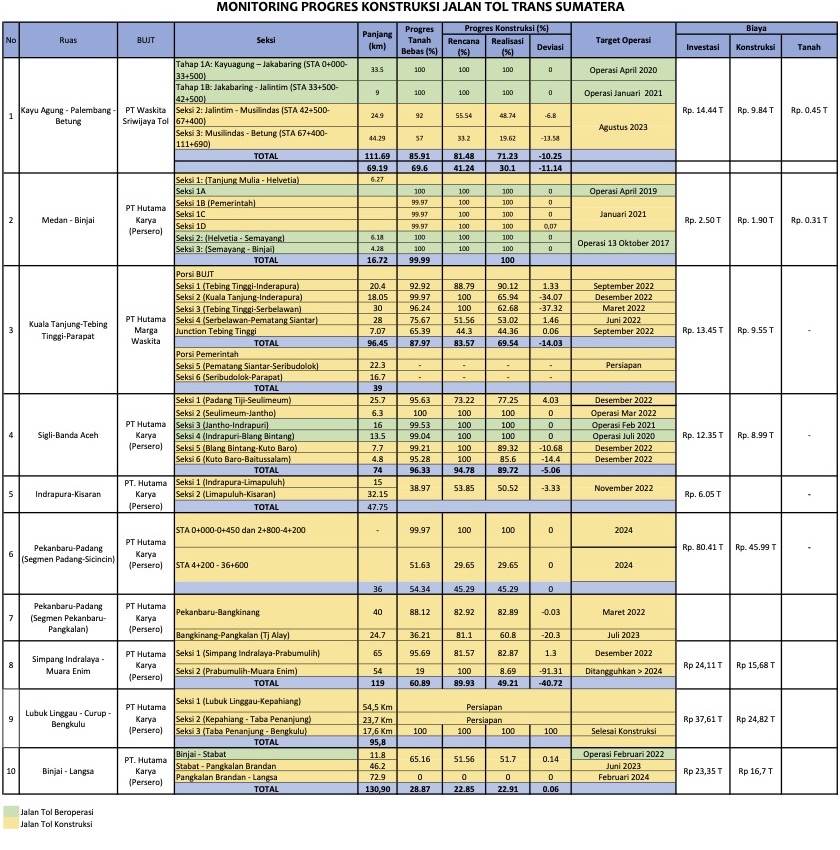 MONITORING PROGRES KONSTRUKSI JALAN TOL TRANS SUMATERA
No Ruas BUJT Seksi Panjang (km) Progres Tanah Bebas (%) Progres Konstruksi (%) Target Operasi Biaya
Rencana (%) Realisasi (%) Deviasi Investasi Konstruksi Tanah
1 Kayu Agung - Palembang - Betung PT Waskita Sriwijaya Tol Rp. 14.44 T Rp. 9.84 T Rp. 0.45 T
Tahap 1A: Kayuagung – Jakabaring (STA 0+000-33+500) 33.5 100 100 100 0 Operasi April 2020
Tahap 1B: Jakabaring - Jalintim (STA 33+500-42+500) 9 100 100 100 0 Operasi Januari 2021
Seksi 2: Jalintim - Musilindas (STA 42+500-67+400) 24.9 92 55.54 48.74 -6.8 Agustus 2023
Seksi 3: Musilindas - Betung (STA 67+400-111+690) 44.29 57 33.2 19.62 -13.58
TOTAL 111.69 85.91 81.48 71.23 -10.25
69.19 69.6 41.24 30.1 -11.14
2 Medan - Binjai PT Hutama Karya (Persero) Rp. 2.50 T Rp. 1.90 T Rp. 0.31 T
Seksi 1: (Tanjung Mulia - Helvetia) 6.27
Seksi 1A 100 100 100 0 Operasi April 2019
Seksi 1B (Pemerintah) 99.97 100 100 0 Januari 2021
Seksi 1C 99.97 100 100 0
Seksi 1D 99.97 100 100 0,07
Seksi 2: (Helvetia - Semayang) 6.18 100 100 100 0 Operasi 13 Oktober 2017
Seksi 3: (Semayang - Binjai) 4.28 100 100 100 0
TOTAL 16.72 99.99 100
3 Kuala Tanjung-Tebing Tinggi-Parapat PT Hutama Marga Waskita Rp. 13.45 T Rp. 9.55 T -
Porsi BUJT
Seksi 1 (Tebing Tinggi-Inderapura) 20.4 92.92 88.79 90.12 1.33 September 2022
Seksi 2 (Kuala Tanjung-Inderapura) 18.05 99.97 100 65.94 -34.07 Desember 2022
Seksi 3 (Tebing Tinggi-Serbelawan) 30 96.24 100 62.68 -37.32 Maret 2022
Seksi 4 (Serbelawan-Pematang Siantar) 28 75.67 51.56 53.02 1.46 Juni 2022
Junction Tebing Tinggi 7.07 65.39 44.3 44.36 0.06 September 2022
TOTAL 96.45 87.97 83.57 69.54 -14.03
Porsi Pemerintah
Seksi 5 (Pematang Siantar-Seribudolok) 22.3 - - - - Persiapan
Seksi 6 (Seribudolok-Parapat) 16.7 - - - -
TOTAL 39
4 Sigli-Banda Aceh PT Hutama Karya (Persero) Rp. 12.35 T Rp. 8.99 T -
Seksi 1 (Padang Tiji-Seulimeum) 25.7 95.63 73.22 77.25 4.03 Desember 2022
Seksi 2 (Seulimeum-Jantho) 6.3 100 100 100 0 Operasi Mar 2022
Seksi 3 (Jantho-Indrapuri) 16 99.53 100 100 0 Operasi Feb 2021
Seksi 4 (Indrapuri-Blang Bintang) 13.5 99.04 100 100 0 Operasi Juli 2020
Seksi 5 (Blang Bintang-Kuto Baro) 7.7 99.21 100 89.32 -10.68 Desember 2022
Seksi 6 (Kuto Baro-Baitussalam) 4.8 95.28 100 85.6 -14.4 Desember 2022
TOTAL 74 96.33 94.78 89.72 -5.06
5 Indrapura-Kisaran PT. Hutama Karya (Persero) Rp. 6.05 T -
Seksi 1 (Indrapura-Limapuluh) 15 38.97 53.85 50.52 -3.33 November 2022
Seksi 2 (Limapuluh-Kisaran) 32.15
TOTAL 47.75
6 Pekanbaru-Padang (Segmen Padang-Sicincin) PT Hutama Karya (Persero) Rp. 80.41 T Rp. 45.99 T -
STA 0+000-0+450 dan 2+800-4+200 - 99.97 100 100 0 2024
STA 4+200 - 36+600 51.63 29.65 29.65 0 2024
36 54.34 45.29 45.29 0
7 Pekanbaru-Padang (Segmen Pekanbaru-Pangkalan) PT Hutama Karya (Persero)
Pekanbaru-Bangkinang 40 88.12 82.92 82.89 -0.03 Maret 2022
Bangkinang-Pangkalan (Tj Alay) 24.7 36.21 81.1 60.8 -20.3 Juli 2023
8 Simpang Indralaya - Muara Enim PT Hutama Karya (Persero) Rp 24,11 T Rp 15,68 T
Seksi 1 (Simpang Indralaya-Prabumulih) 65 95.69 81.57 82.87 1.3 Desember 2022
Seksi 2 (Prabumulih-Muara Enim) 54 19 100 8.69 -91.31 Ditangguhkan > 2024
TOTAL 119 60.89 89.93 49.21 -40.72
9 Lubuk Linggau - Curup - Bengkulu PT Hutama Karya (Persero) Rp 37,61 T Rp 24,82 T
Seksi 1 (Lubuk Linggau-Kepahiang) 54,5 Km Persiapan
Seksi 2 (Kepahiang - Taba Penanjung) 23,7 Km Persiapan
Seksi 3 (Taba Penanjung - Bengkulu) 17,6 Km 100 100 100 100 Selesai Konstruksi
TOTAL 95,8
10 Binjai - Langsa PT. Hutama Karya (Persero) Rp 23,35 T Rp 16,7 T
Binjai - Stabat 11.8 65.16 51.56 51.7 0.14 Operasi Februari 2022
Stabat - Pangkalan Brandan 46.2 Juni 2023
Pangkalan Brandan - Langsa 72.9 0 0 0 0 Februari 2024
TOTAL 130,90 28.87 22.85 22.91 0.06
Jalan Tol Beroperasi
Jalan Tol Konstruksi